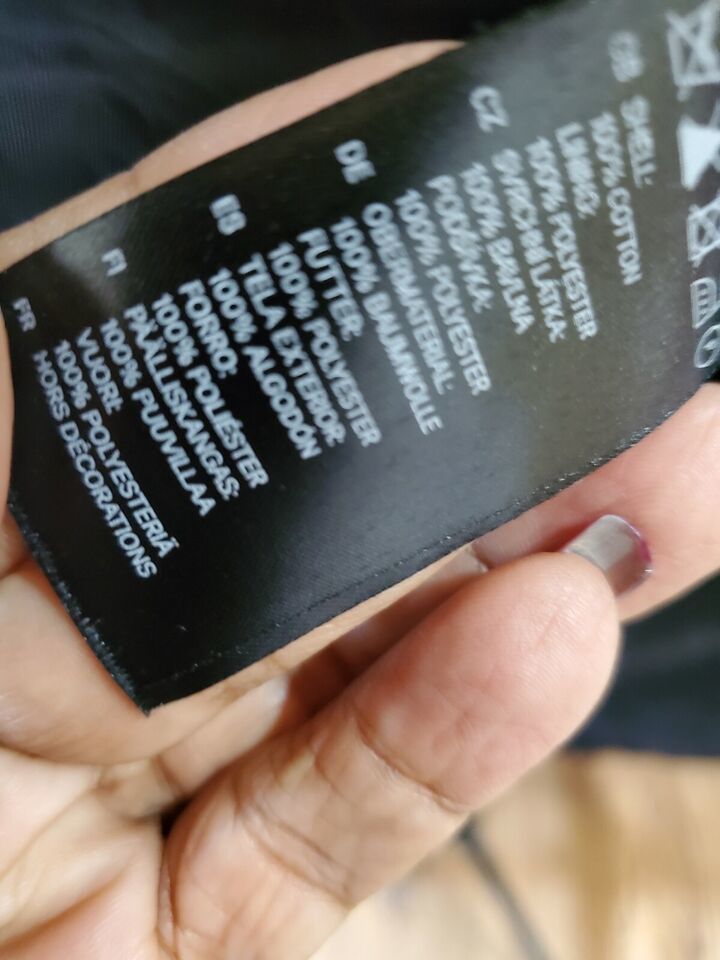 GB SHELL:
100% COTTON
LINING:
100% POLYESTER
CZ SVRCHNÍ LÁTKA:
100% BAVLNA
PODŠÍVKA:
100% POLYESTER
DE OBERMATERIAL:
100% BAUMWOLLE
FUTTER:
100% POLYESTER
ES TELA EXTERIOR:
100% ALGODÓN
FORRO:
100% POLIÉSTER
FI PÄÄLLISKANGAS:
100% PUUVILLAA
VUORI:
100% POLYESTERIÄ
FR HORS DÉCORATIONS